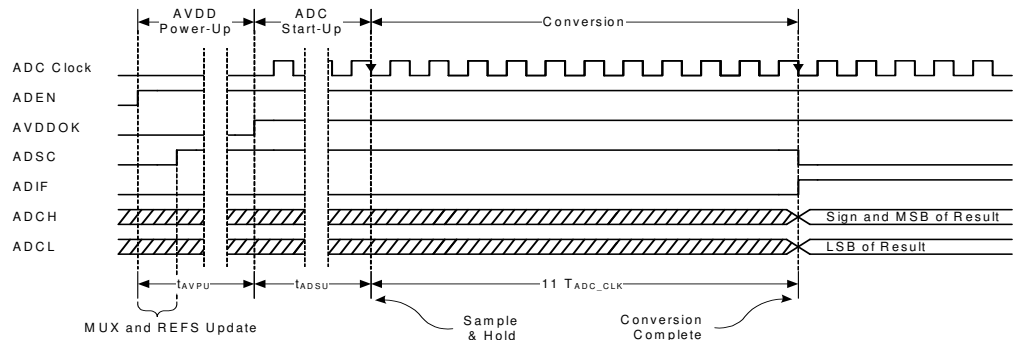 AVDD
Power-Up
ADC
Start-Up
Conversion
ADC Clock
ADEN
AVDDOK
ADSC
ADIF
ADCH
Sign and MSB of Result
ADCL
LSB of Result
tAVPU
tADSU
11 TADC_CLK
MUX and REFS Update
Sample
& Hold
Conversion
Complete